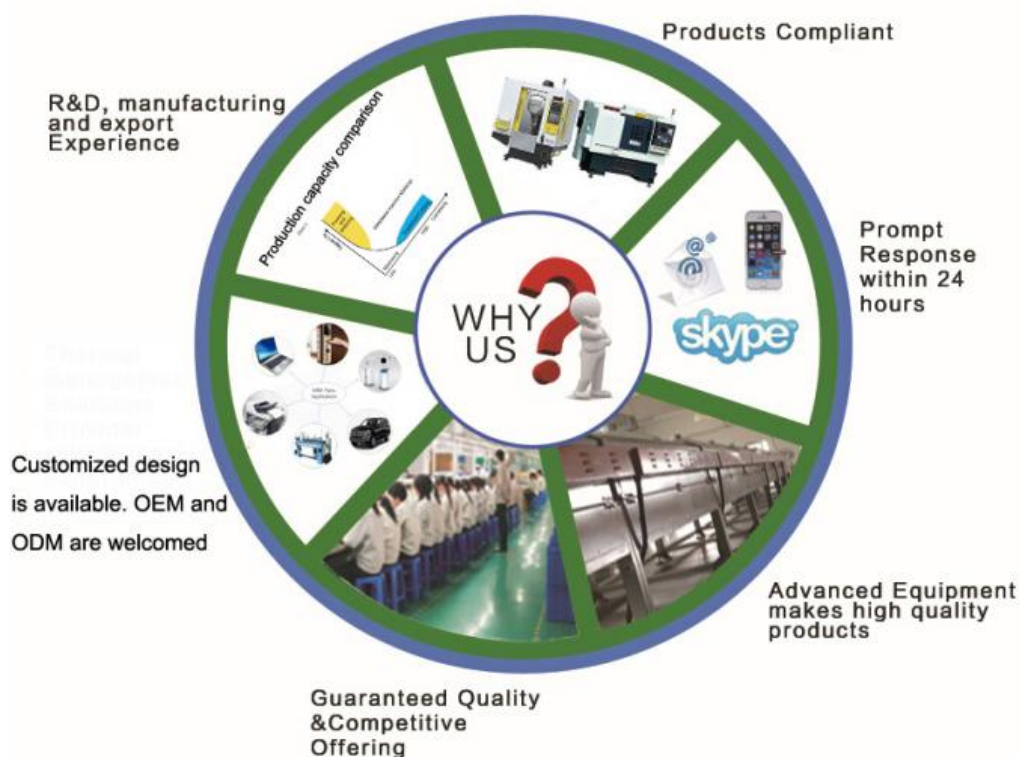 Products Compliant
R&D, manufacturing
and export
Experience
Production capacity comparison
Prompt
Response
within 24
hours
skype
WHY
US
Customized design
is available. OEM and
ODM are welcomed
Advanced Equipment
makes high quality
products
Guaranteed Quality
&Competitive
Offering